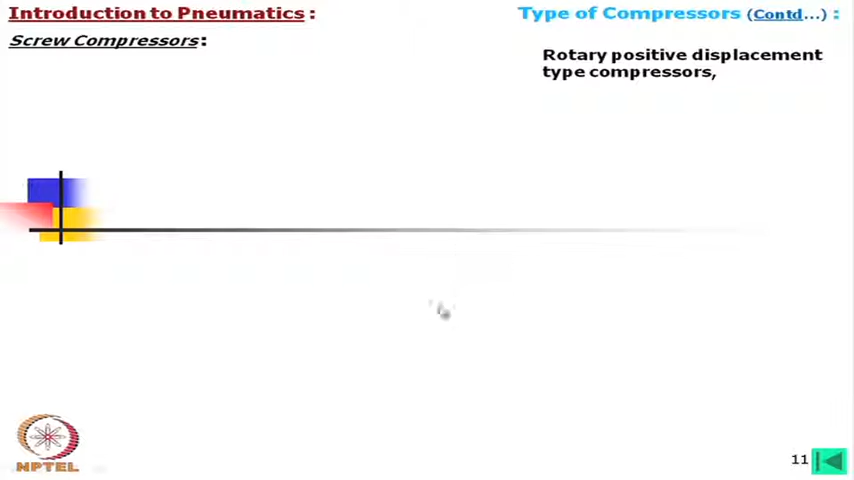 Introduction to Pneumatics :
Type of Compressors (Contd...) :
Screw Compressors:
Rotary positive displacement
type compressors,
NPTEL
11